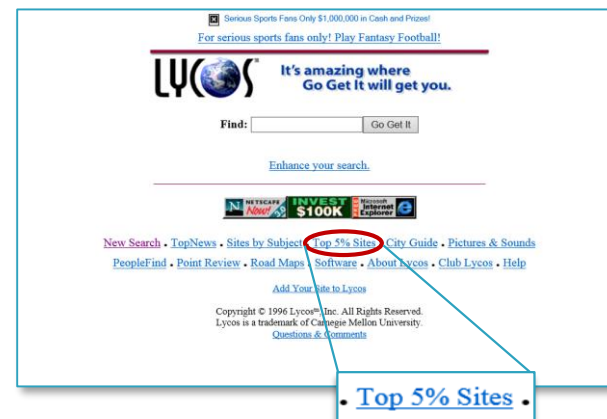 Serious Sports Fans Only $1,000,000 in Cash and Prizes!
For serious sports fans only! Play Fantasy Football!
LYCOS
It's amazing where
Go Get It will get you.
Find: Go Get It
Enhance your search.
N NETSCAPE Now! INVEST $100K FREE Microsoft Internet Explorer
New Search • TopNews • Sites by Subject • Top 5% Sites • City Guide • Pictures & Sounds
PeopleFind • Point Review • Road Maps • Software • About Lycos • Club Lycos • Help
Add Your Site to Lycos
Copyright © 1996 Lycos™, Inc. All Rights Reserved.
Lycos is a trademark of Carnegie Mellon University.
Questions & Comments
• Top 5% Sites •